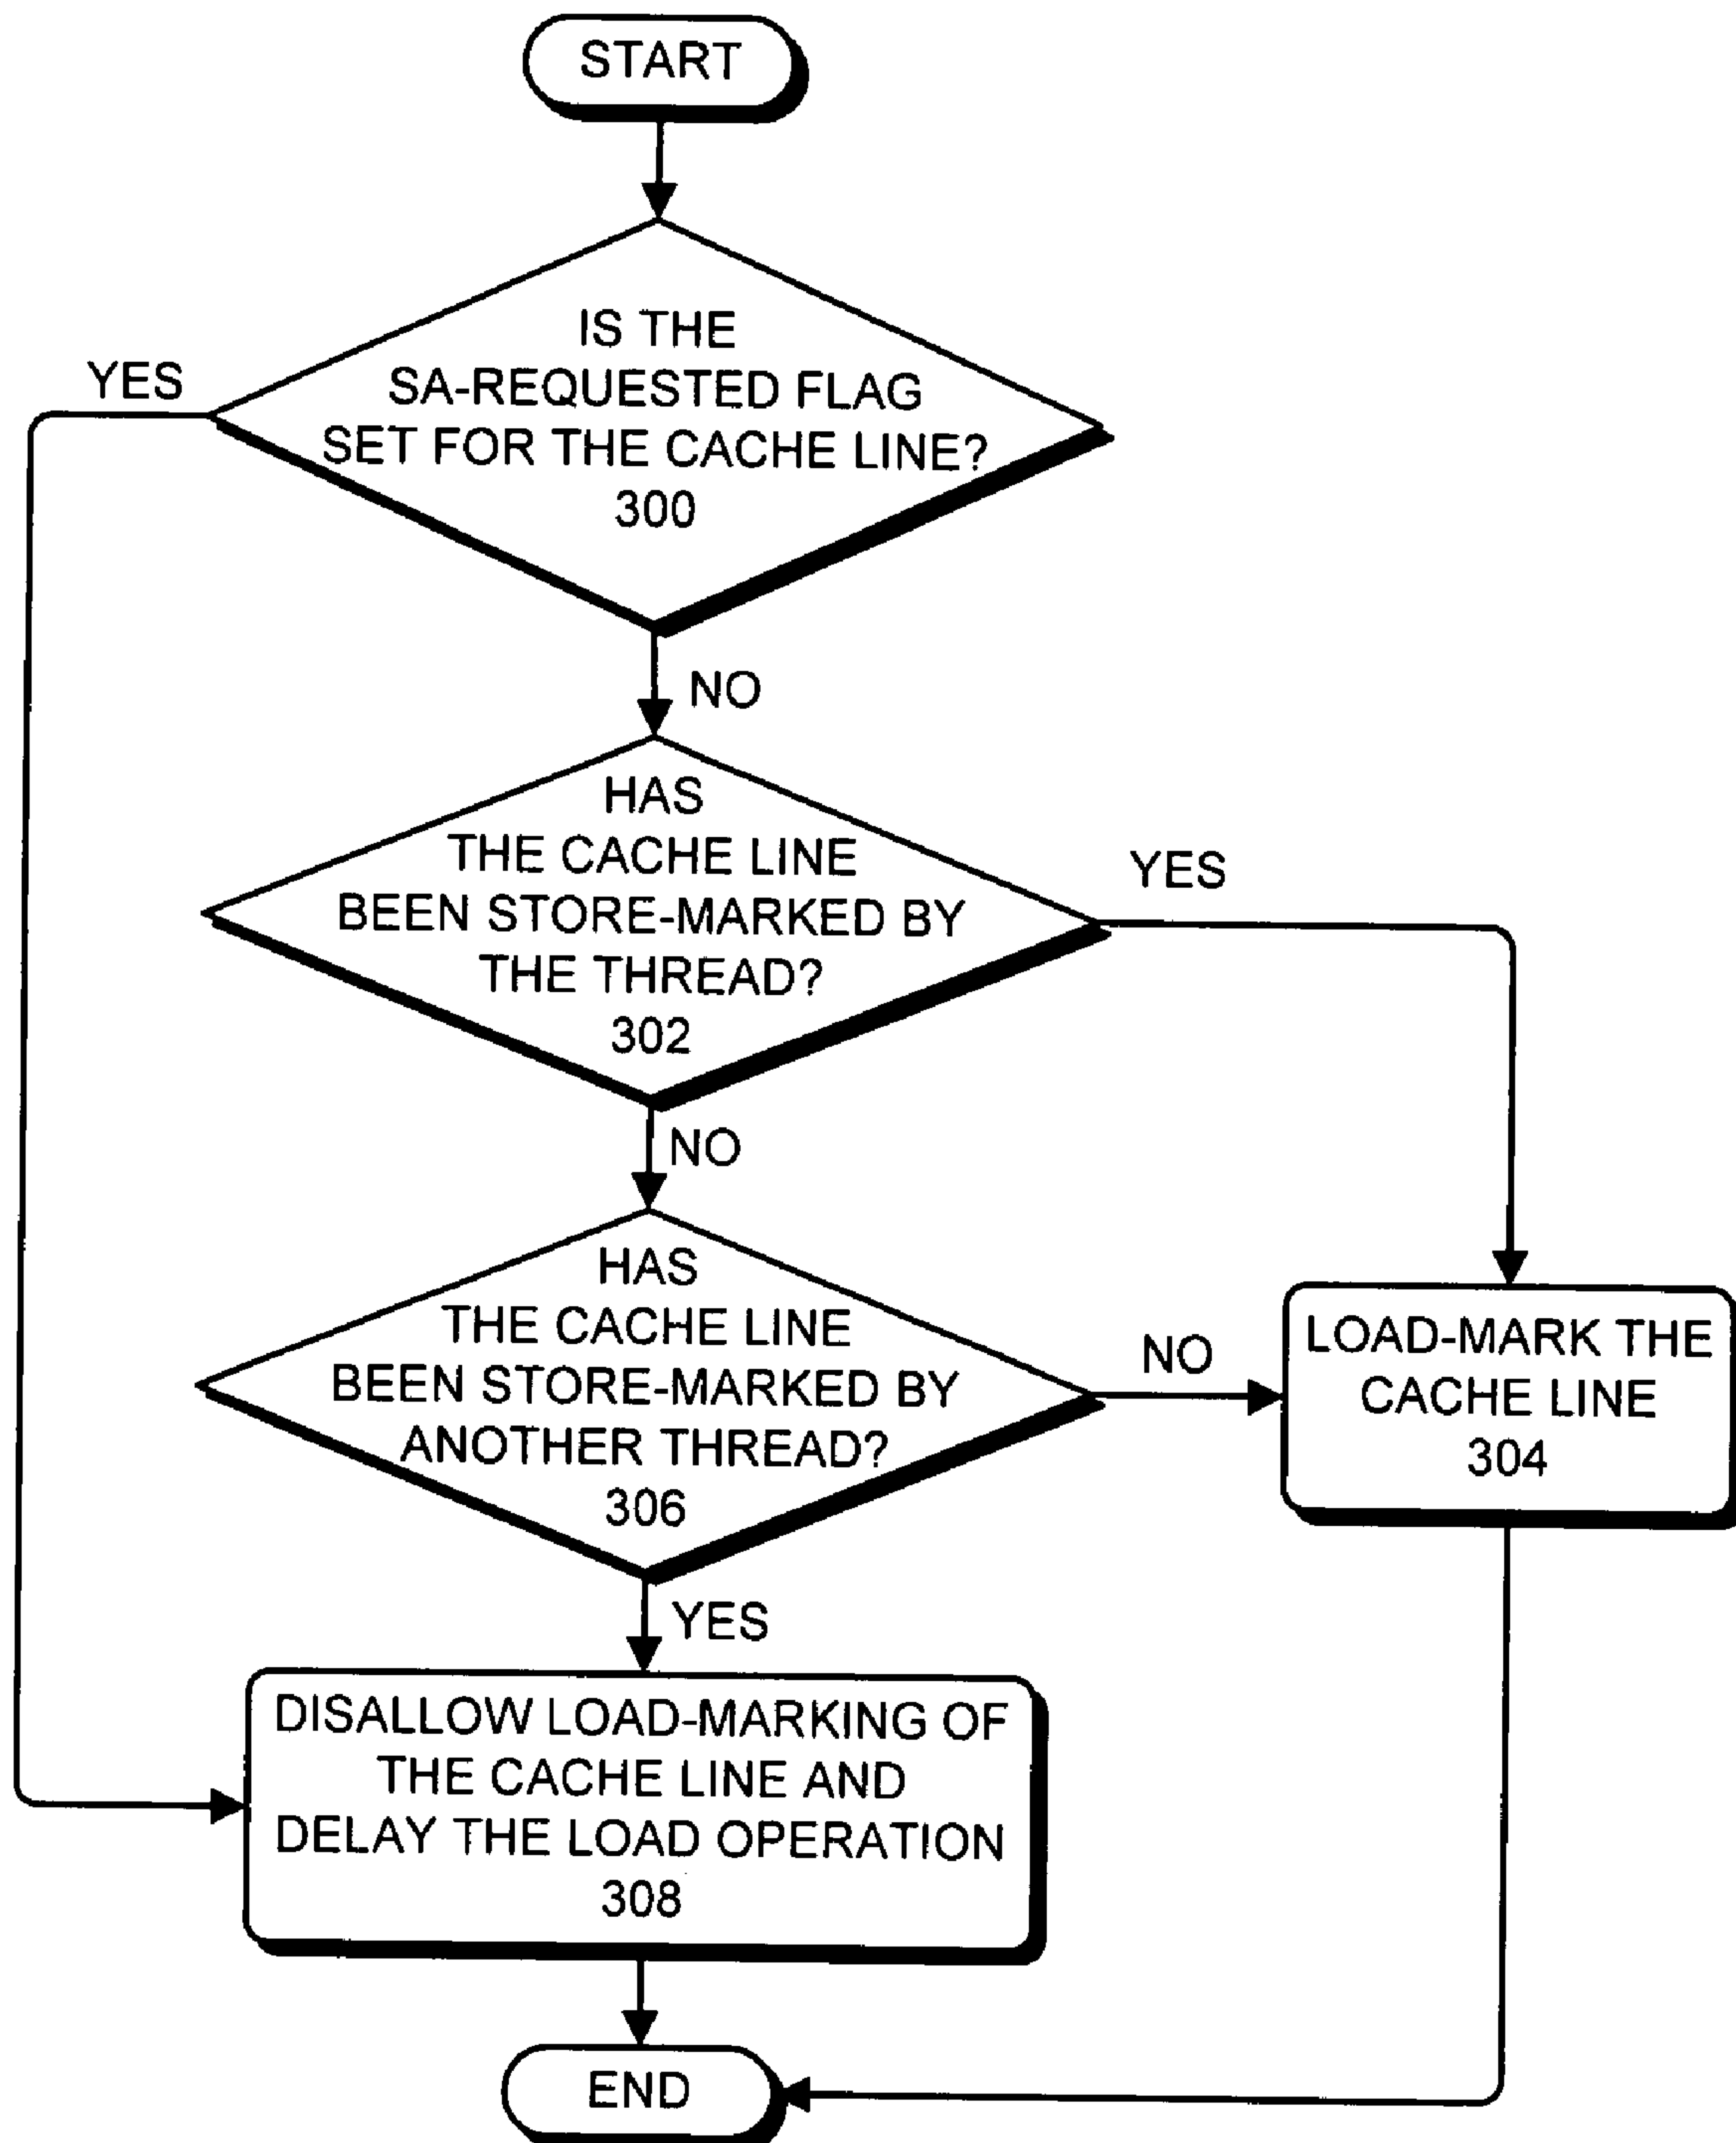 START
IS THE
SA-REQUESTED FLAG
SET FOR THE CACHE LINE?
300
YES
NO
HAS
THE CACHE LINE
BEEN STORE-MARKED BY
THE THREAD?
302
YES
NO
HAS
THE CACHE LINE
BEEN STORE-MARKED BY
ANOTHER THREAD?
306
NO
LOAD-MARK THE
CACHE LINE
304
YES
DISALLOW LOAD-MARKING OF
THE CACHE LINE AND
DELAY THE LOAD OPERATION
308
END